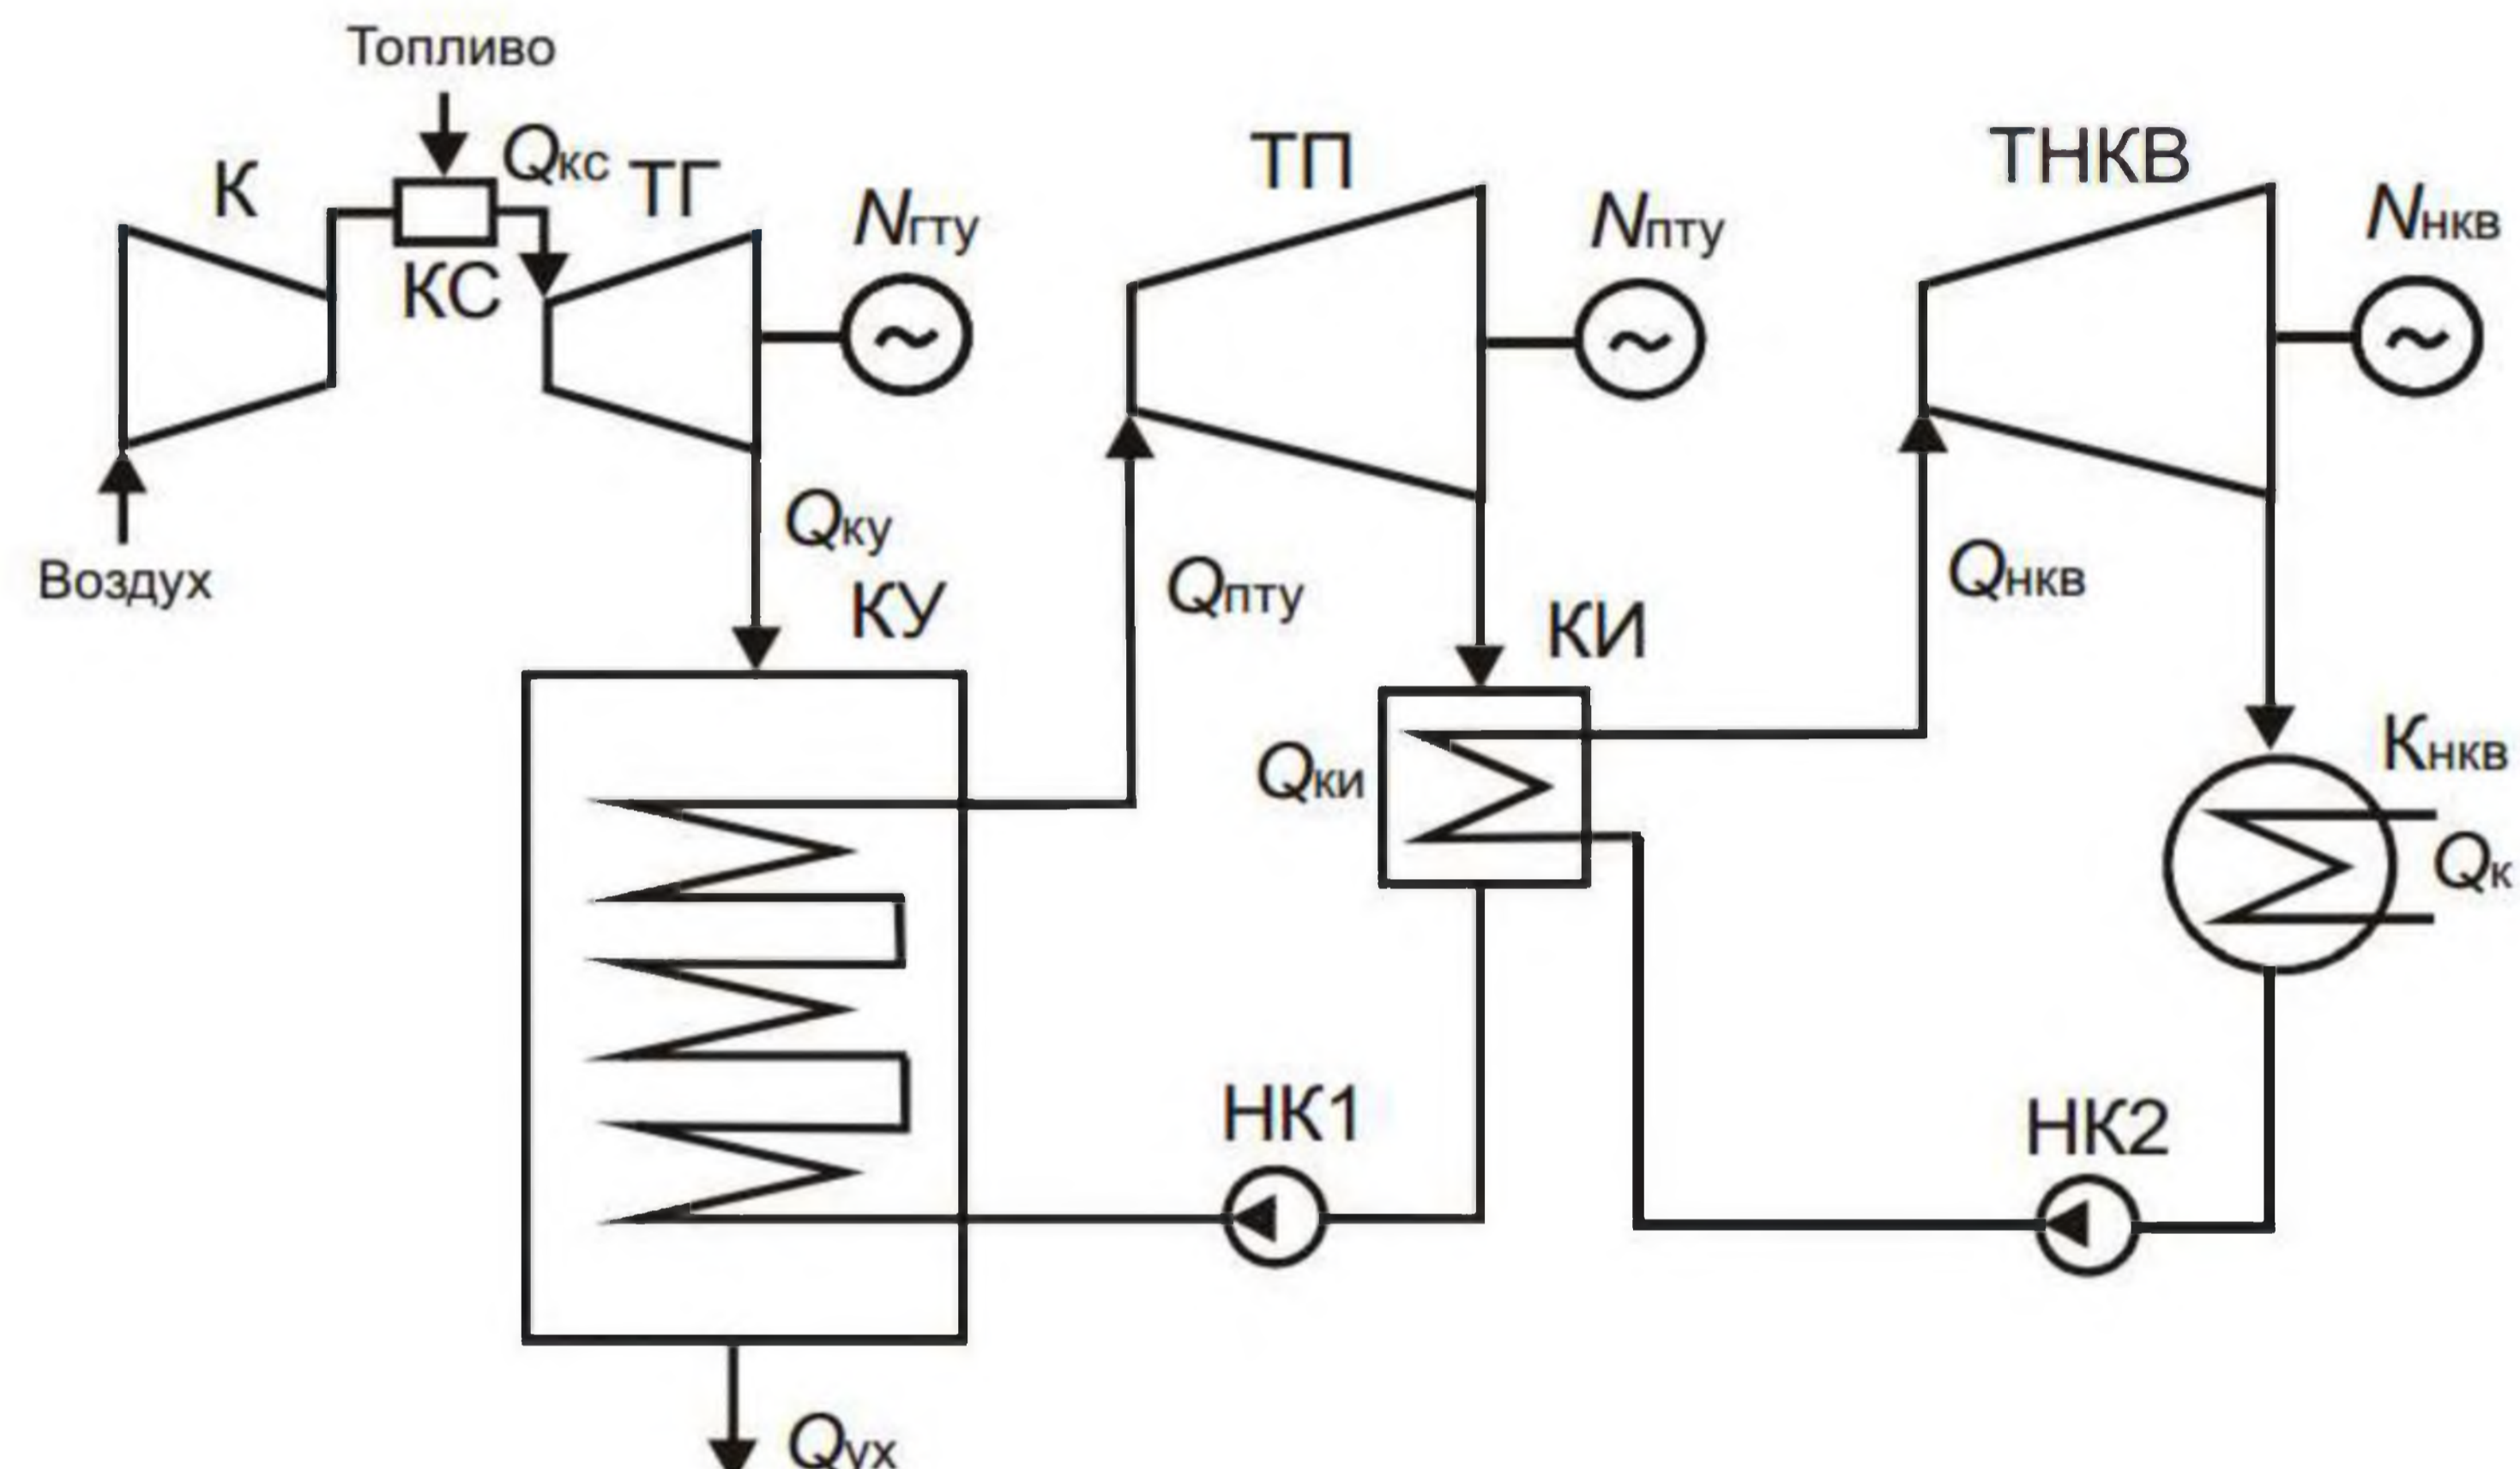 Топливо
К
Qкс
ТГ
КС
Nгту
Воздух
Qку
КУ
ТП
Nпту
Qпту
КИ
Qки
ТНКВ
Nнкв
Qнкв
Kнкв
Qк
НК1
НК2
Qух